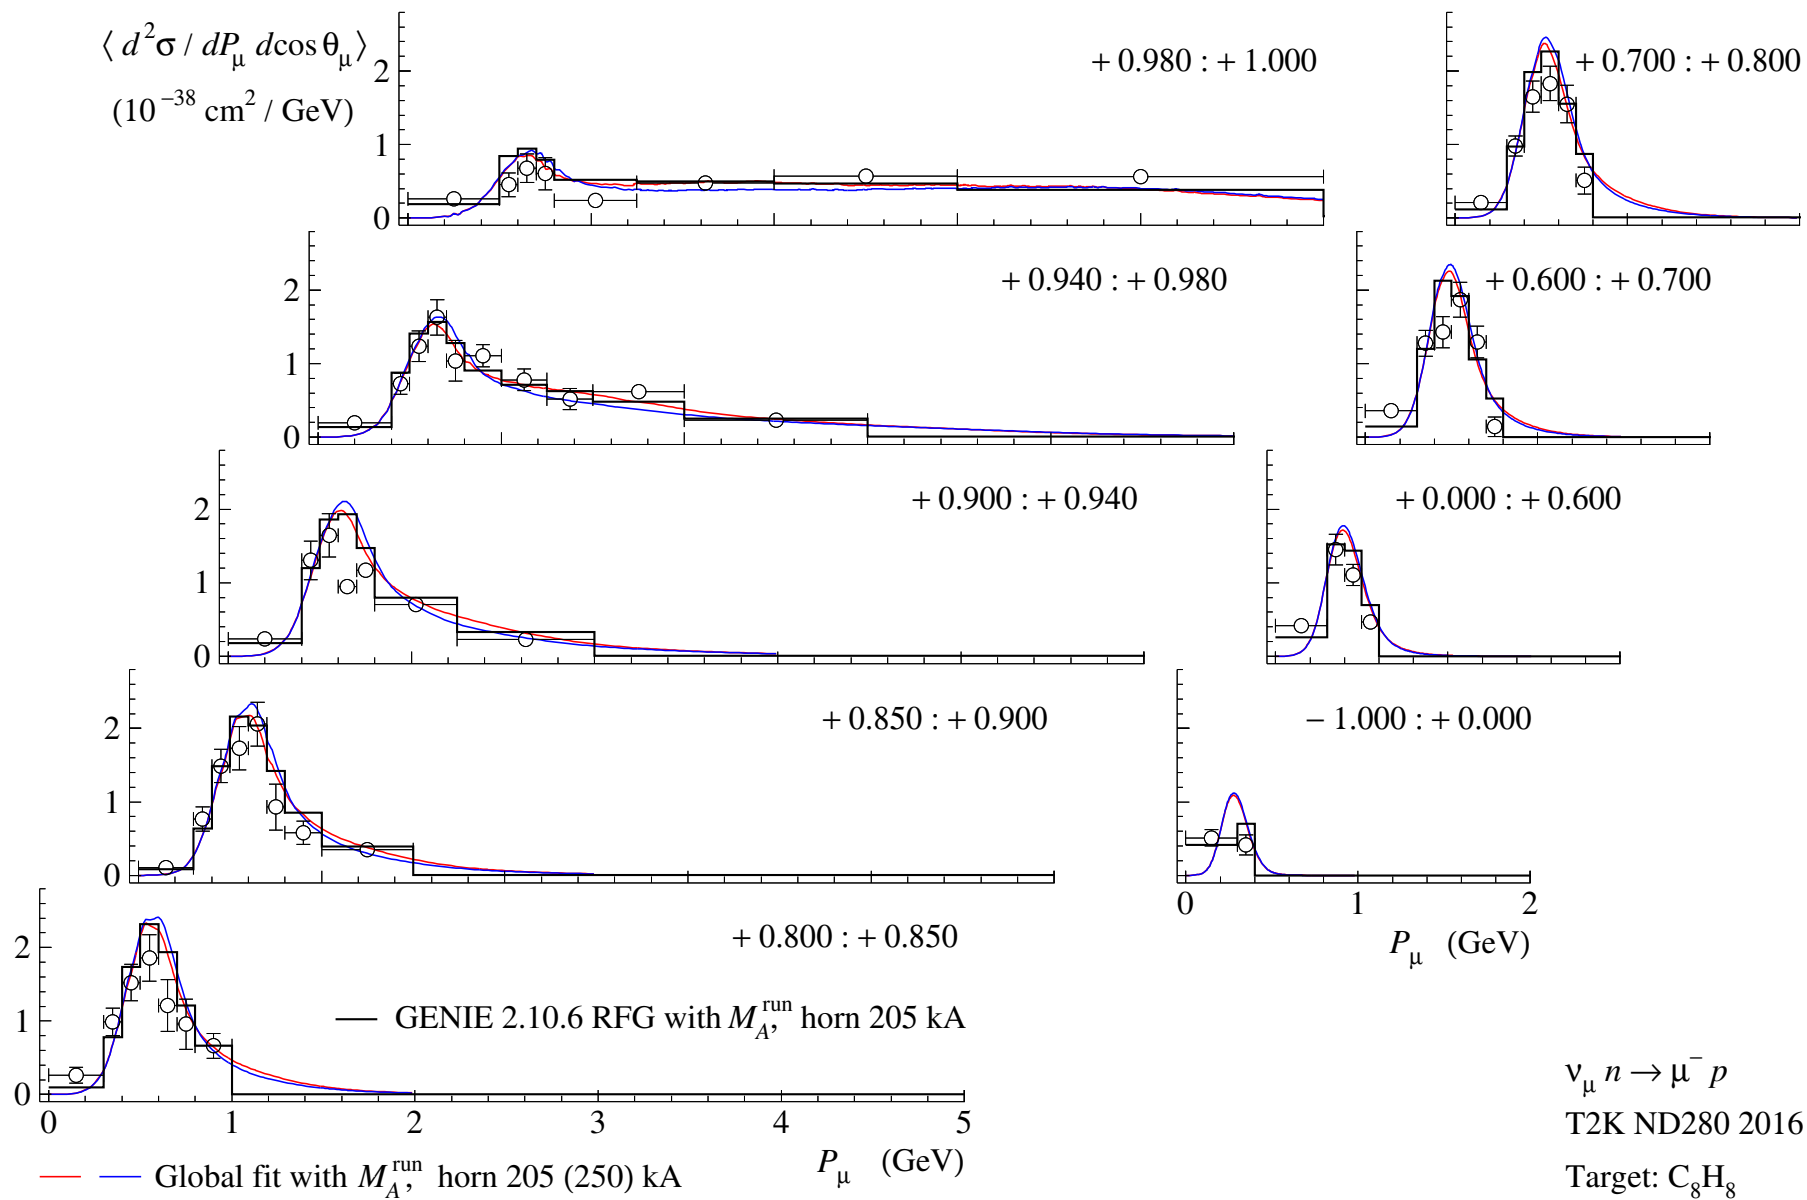 ⟨ d²σ / dPμ dcos θμ⟩
(10⁻³⁸ cm² / GeV)
2
1
0
+ 0.980 : + 1.000
+ 0.700 : + 0.800
2
1
0
+ 0.940 : + 0.980
+ 0.600 : + 0.700
2
1
0
+ 0.900 : + 0.940
+ 0.000 : + 0.600
2
1
0
+ 0.850 : + 0.900
− 1.000 : + 0.000
0 1 2
Pμ (GeV)
2
1
0
+ 0.800 : + 0.850
GENIE 2.10.6 RFG with M_A^run, horn 205 kA
0 1 2 3 4 5
Pμ (GeV)
Global fit with M_A^run, horn 205 (250) kA
νμ n → μ⁻ p
T2K ND280 2016
Target: C₈H₈